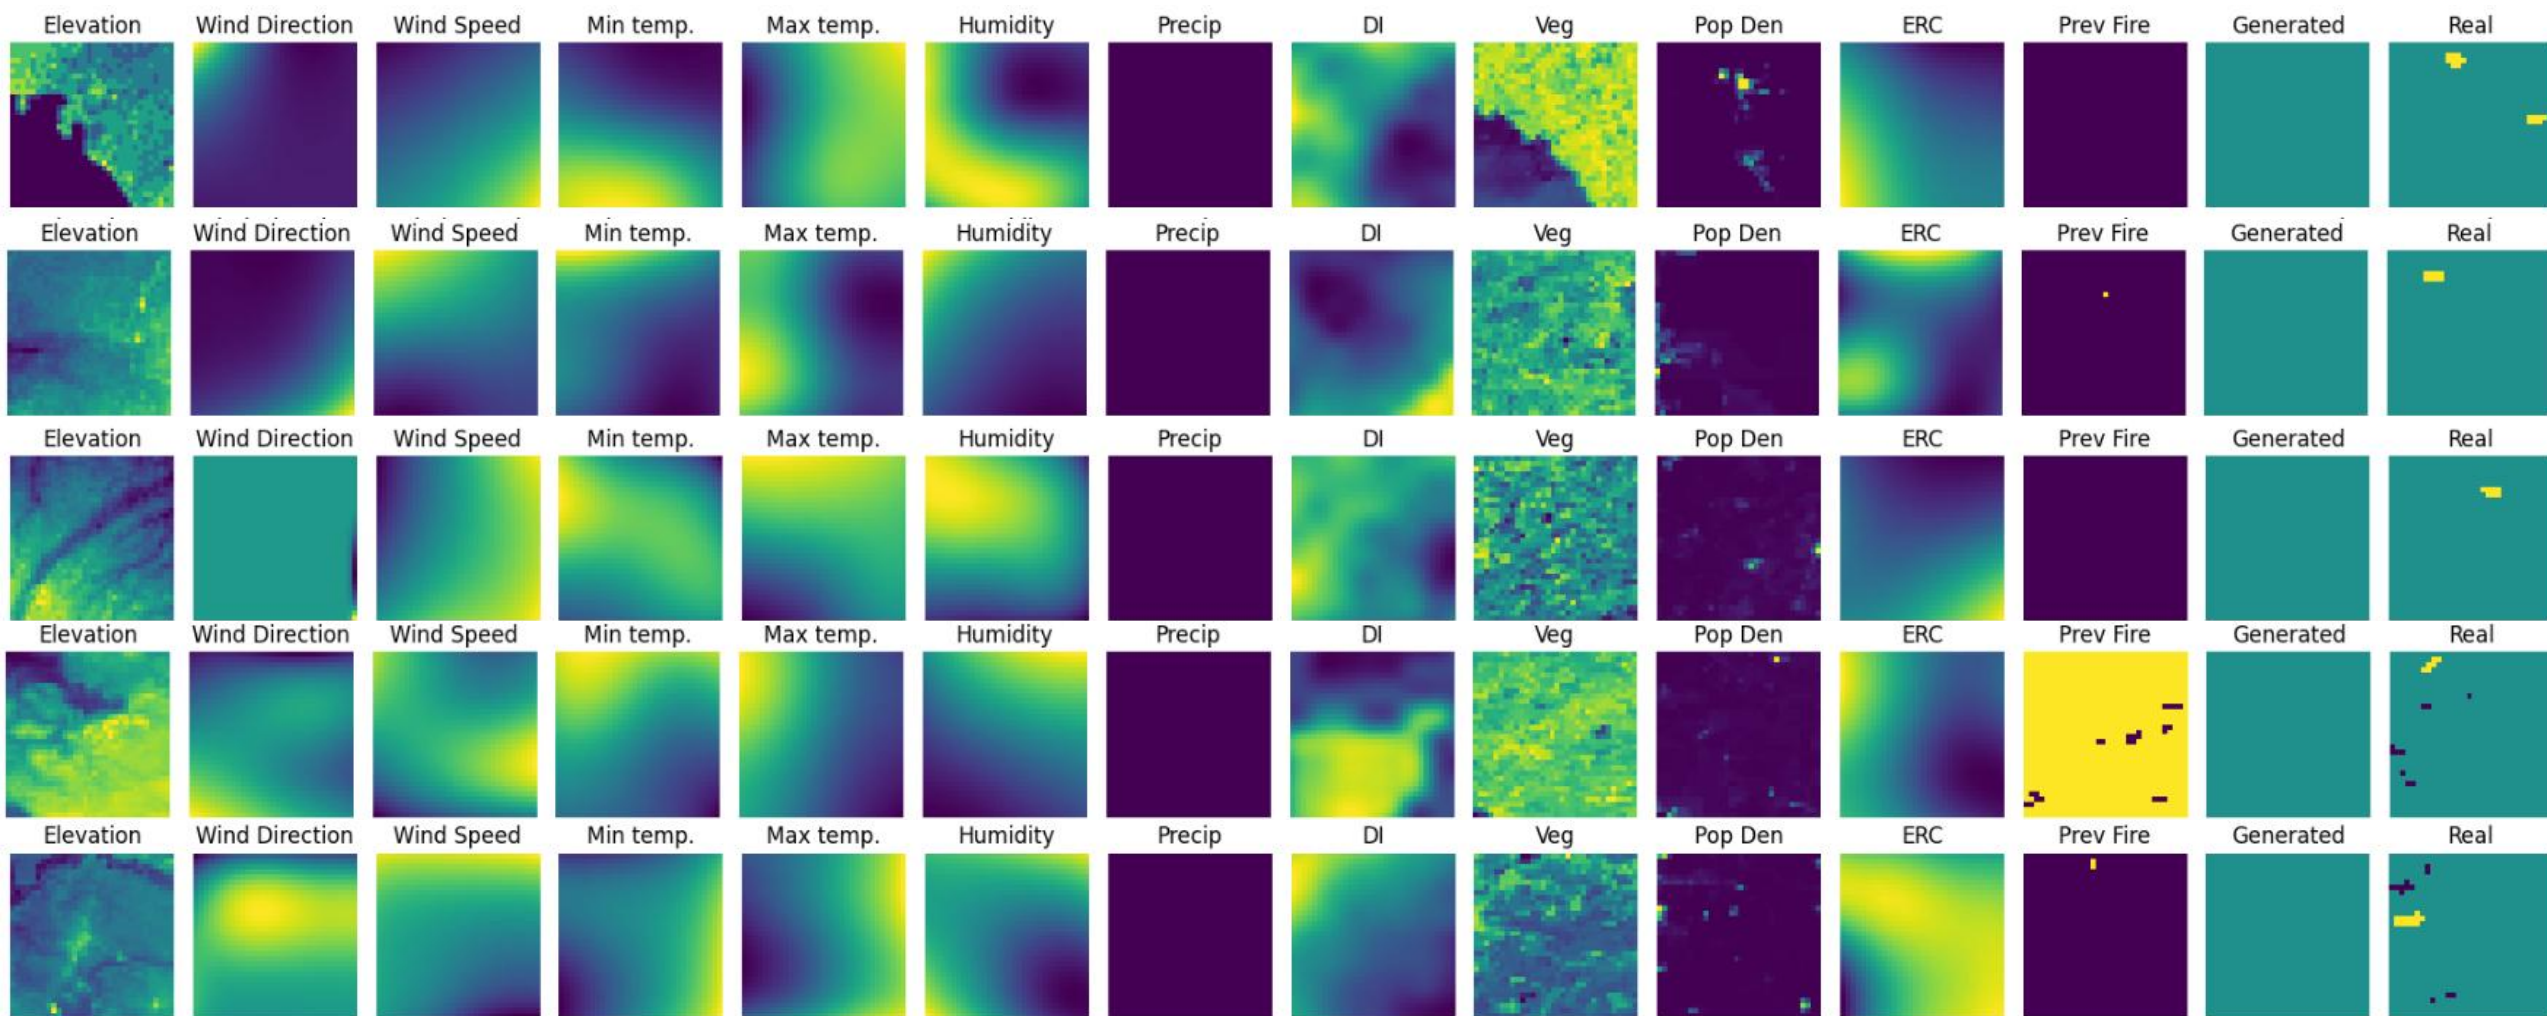 Elevation Wind Direction Wind Speed Min temp. Max temp. Humidity Precip DI Veg Pop Den ERC Prev Fire Generated Real
Elevation Wind Direction Wind Speed Min temp. Max temp. Humidity Precip DI Veg Pop Den ERC Prev Fire Generated Real
Elevation Wind Direction Wind Speed Min temp. Max temp. Humidity Precip DI Veg Pop Den ERC Prev Fire Generated Real
Elevation Wind Direction Wind Speed Min temp. Max temp. Humidity Precip DI Veg Pop Den ERC Prev Fire Generated Real
Elevation Wind Direction Wind Speed Min temp. Max temp. Humidity Precip DI Veg Pop Den ERC Prev Fire Generated Real